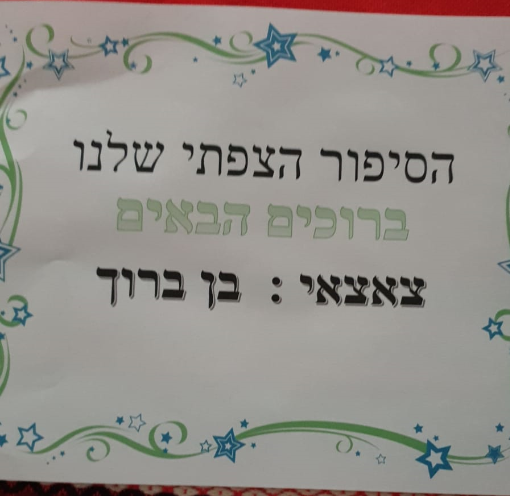 הסיפור הצפתי שלנו
ברוכים הבאים
צאצאי : בן ברוך